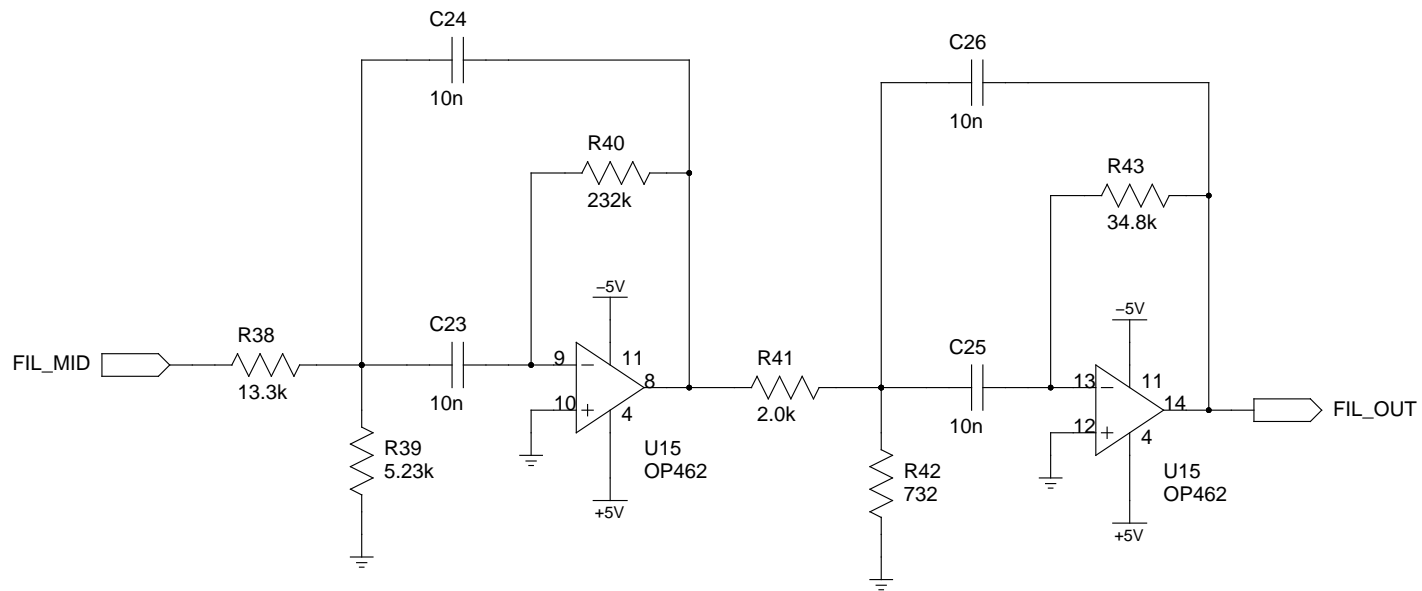 C24
10n
C26
10n
R40
232k
R43
34.8k
−5V
−5V
FIL_MID
R38
13.3k
C23
10n
9
−
11
8
10
+
4
R41
2.0k
C25
10n
13
−
11
14
12
+
4
FIL_OUT
R39
5.23k
U15
OP462
R42
732
U15
OP462
+5V
+5V